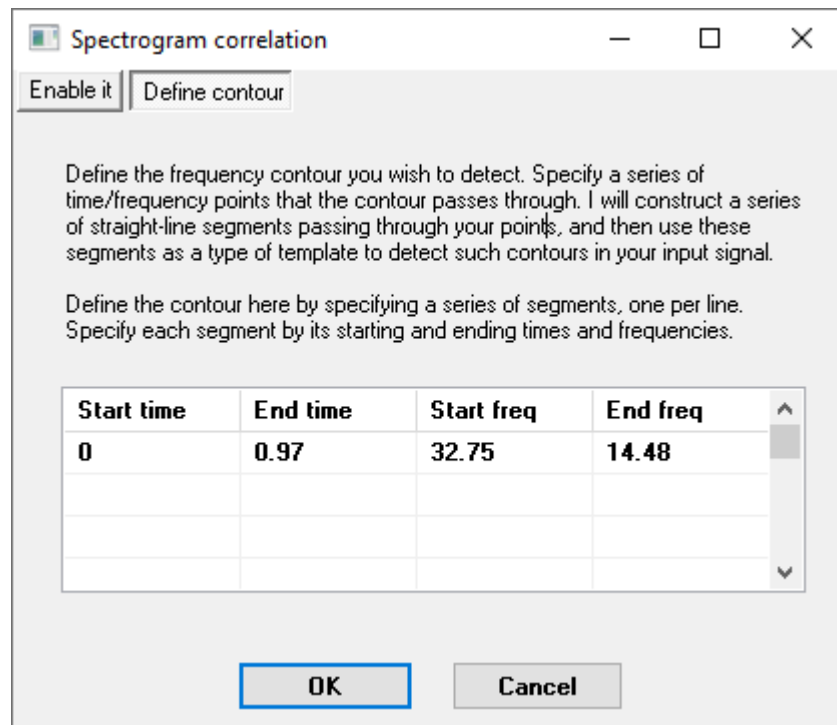 Spectrogram correlation
Enable it Define contour
Define the frequency contour you wish to detect. Specify a series of
time/frequency points that the contour passes through. I will construct a series
of straight-line segments passing through your points, and then use these
segments as a type of template to detect such contours in your input signal.
Define the contour here by specifying a series of segments, one per line.
Specify each segment by its starting and ending times and frequencies.
Start time End time Start freq End freq
0 0.97 32.75 14.48
OK Cancel